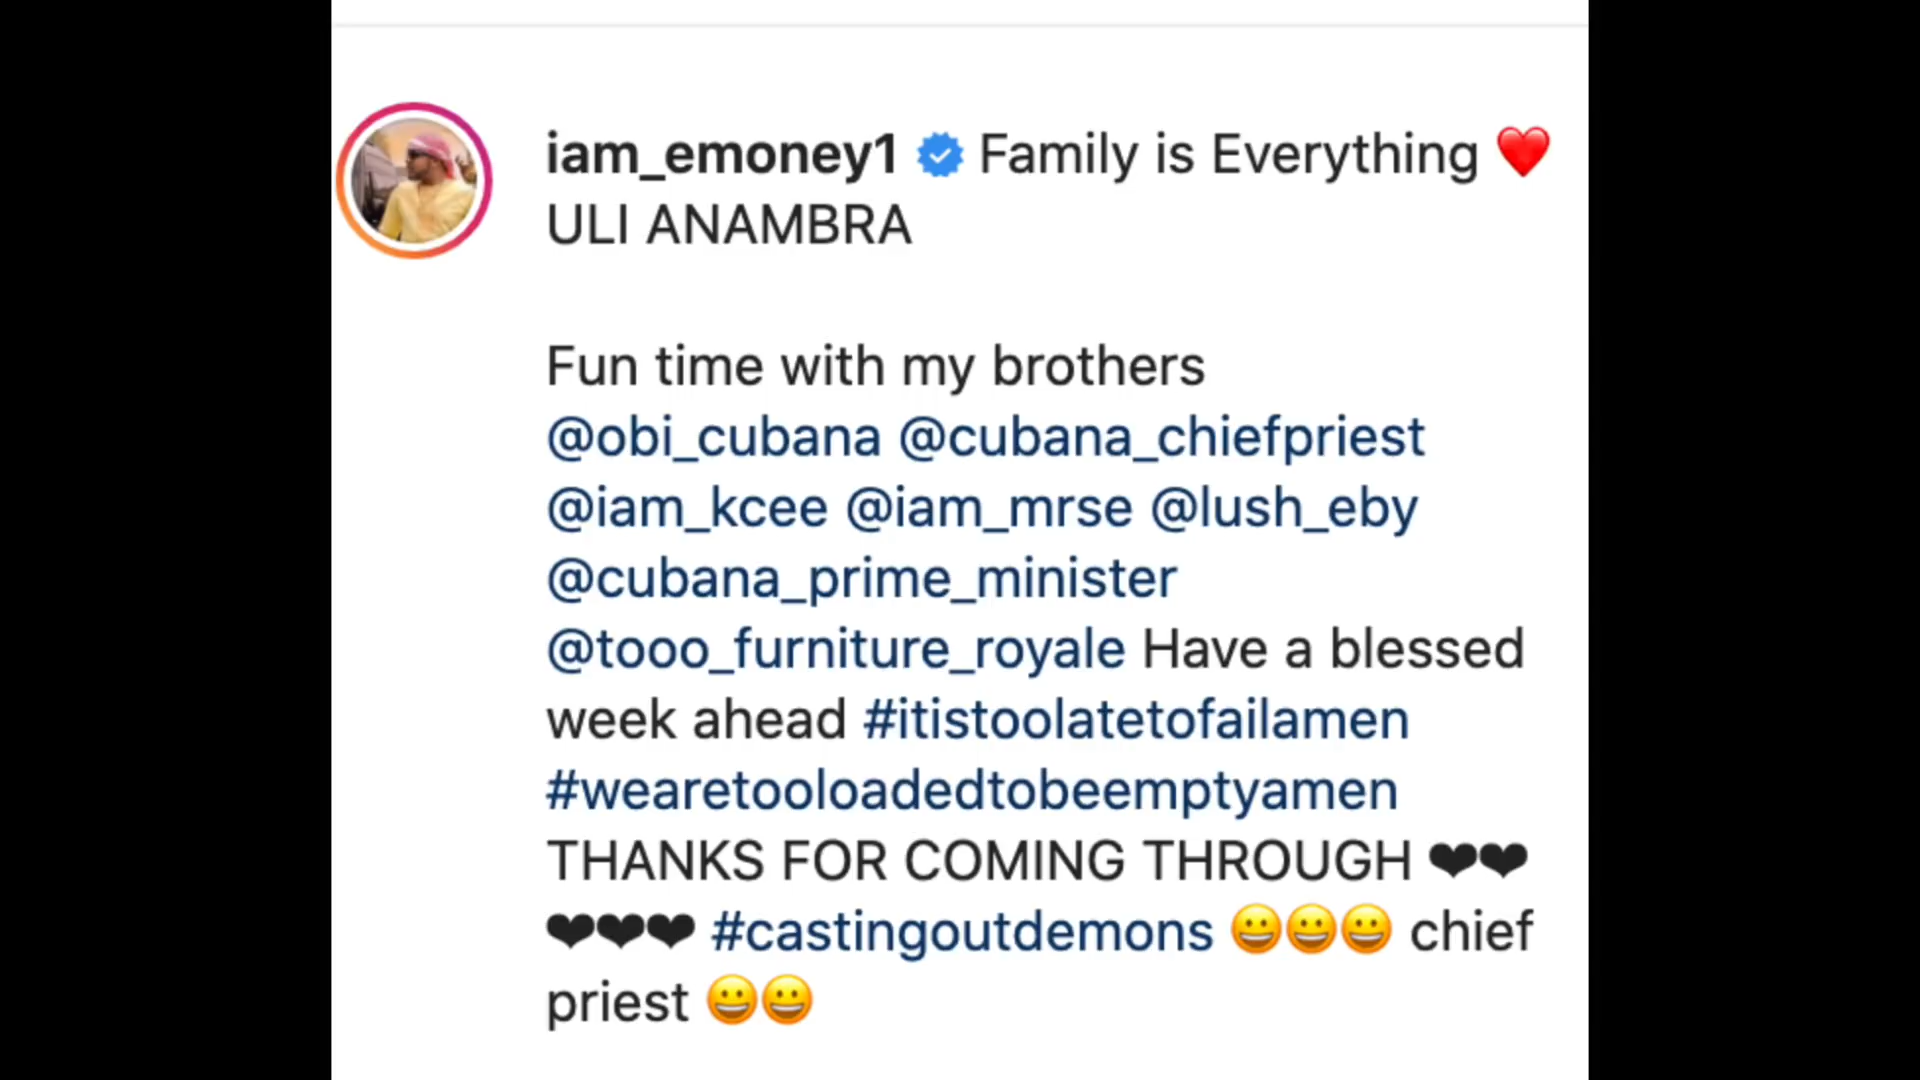 iam_emoney1 Family is Everything ❤️
ULI ANAMBRA
Fun time with my brothers
@obi_cubana @cubana_chiefpriest
@iam_kcee @iam_mrse @lush_eby
@cubana_prime_minister
@tooo_furniture_royale Have a blessed
week ahead #itistoolatetofailamen
#wearetooloadedtobeemptyamen
THANKS FOR COMING THROUGH ❤❤
❤❤❤ #castingoutdemons 😀😀😀 chief
priest 😀😀